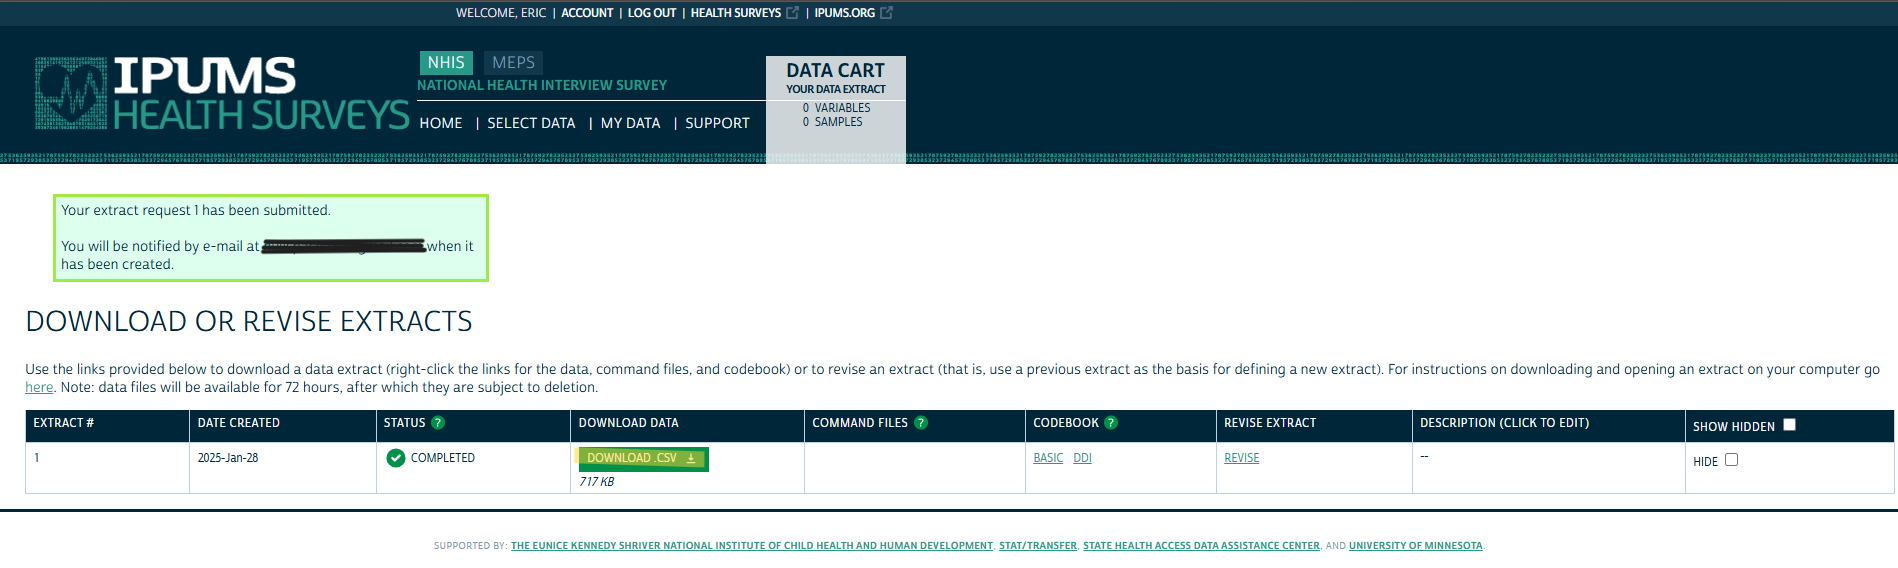 WELCOME, ERIC | ACCOUNT | LOG OUT | HEALTH SURVEYS | IPUMS.ORG
IPUMS
HEALTH SURVEYS
NHIS MEPS
NATIONAL HEALTH INTERVIEW SURVEY
HOME | SELECT DATA | MY DATA | SUPPORT
DATA CART
YOUR DATA EXTRACT
0 VARIABLES
0 SAMPLES
Your extract request 1 has been submitted.
You will be notified by e-mail at when it
has been created.
DOWNLOAD OR REVISE EXTRACTS
Use the links provided below to download a data extract (right-click the links for the data, command files, and codebook) or to revise an extract (that is, use a previous extract as the basis for defining a new extract). For instructions on downloading and opening an extract on your computer go
here. Note: data files will be available for 72 hours, after which they are subject to deletion.
EXTRACT # DATE CREATED STATUS ? DOWNLOAD DATA COMMAND FILES ? CODEBOOK ? REVISE EXTRACT DESCRIPTION (CLICK TO EDIT) SHOW HIDDEN
1 2025-Jan-28 COMPLETED DOWNLOAD .CSV BASIC DDI REVISE -- HIDE
717 KB
SUPPORTED BY: THE EUNICE KENNEDY SHRIVER NATIONAL INSTITUTE OF CHILD HEALTH AND HUMAN DEVELOPMENT, STAT/TRANSFER, STATE HEALTH ACCESS DATA ASSISTANCE CENTER, AND UNIVERSITY OF MINNESOTA.